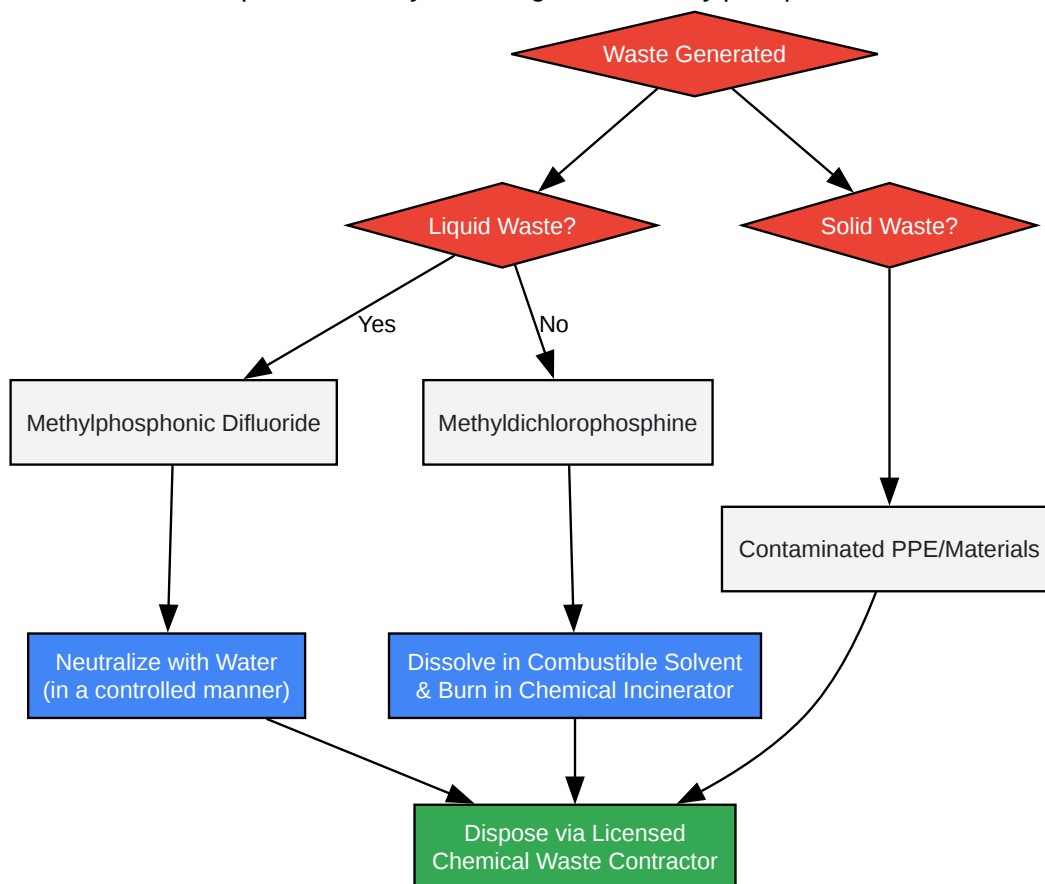 Waste Generated
Liquid Waste?
Solid Waste?
Yes
No
Methylphosphonic Difluoride
Methyldichlorophosphine
Contaminated PPE/Materials
Neutralize with Water
(in a controlled manner)
Dissolve in Combustible Solvent
& Burn in Chemical Incinerator
Dispose via Licensed
Chemical Waste Contractor